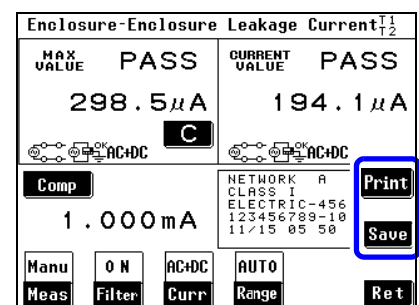 Enclosure-Enclosure Leakage Current T1 T2
MAX VALUE PASS
298.5μA
C
OK AC+DC
CURRENT VALUE PASS
194.1μA
OK AC+DC
Comp
1.000mA
NETWORK A
CLASS I
ELECTRIC-456
123456789-10
11/15 05 50
Print
Save
Manu ON AC+DC AUTO
Meas Filter Curr Range Ret